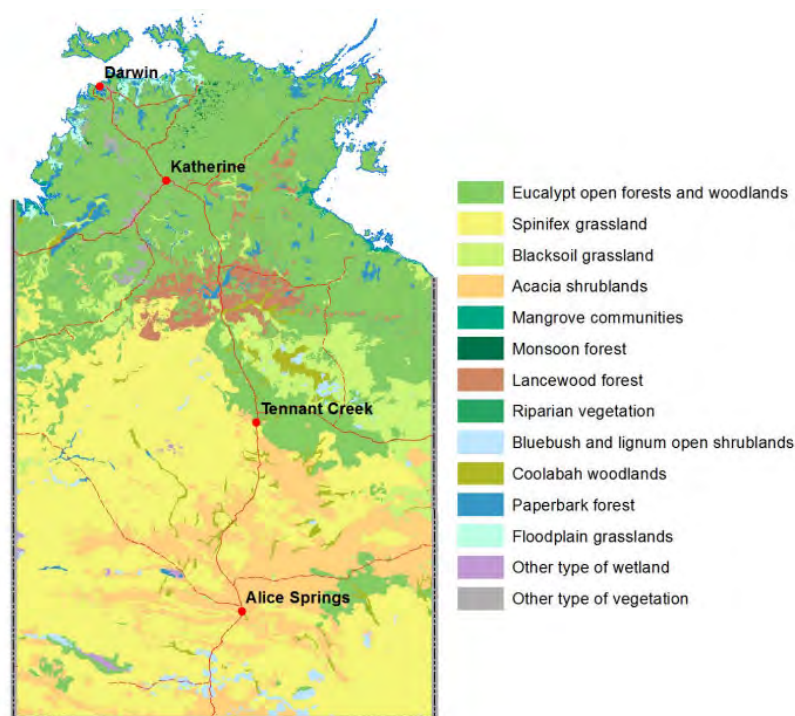 Darwin
Katherine
Tennant Creek
Alice Springs
Eucalypt open forests and woodlands
Spinifex grassland
Blacksoil grassland
Acacia shrublands
Mangrove communities
Monsoon forest
Lancewood forest
Riparian vegetation
Bluebush and lignum open shrublands
Coolabah woodlands
Paperbark forest
Floodplain grasslands
Other type of wetland
Other type of vegetation